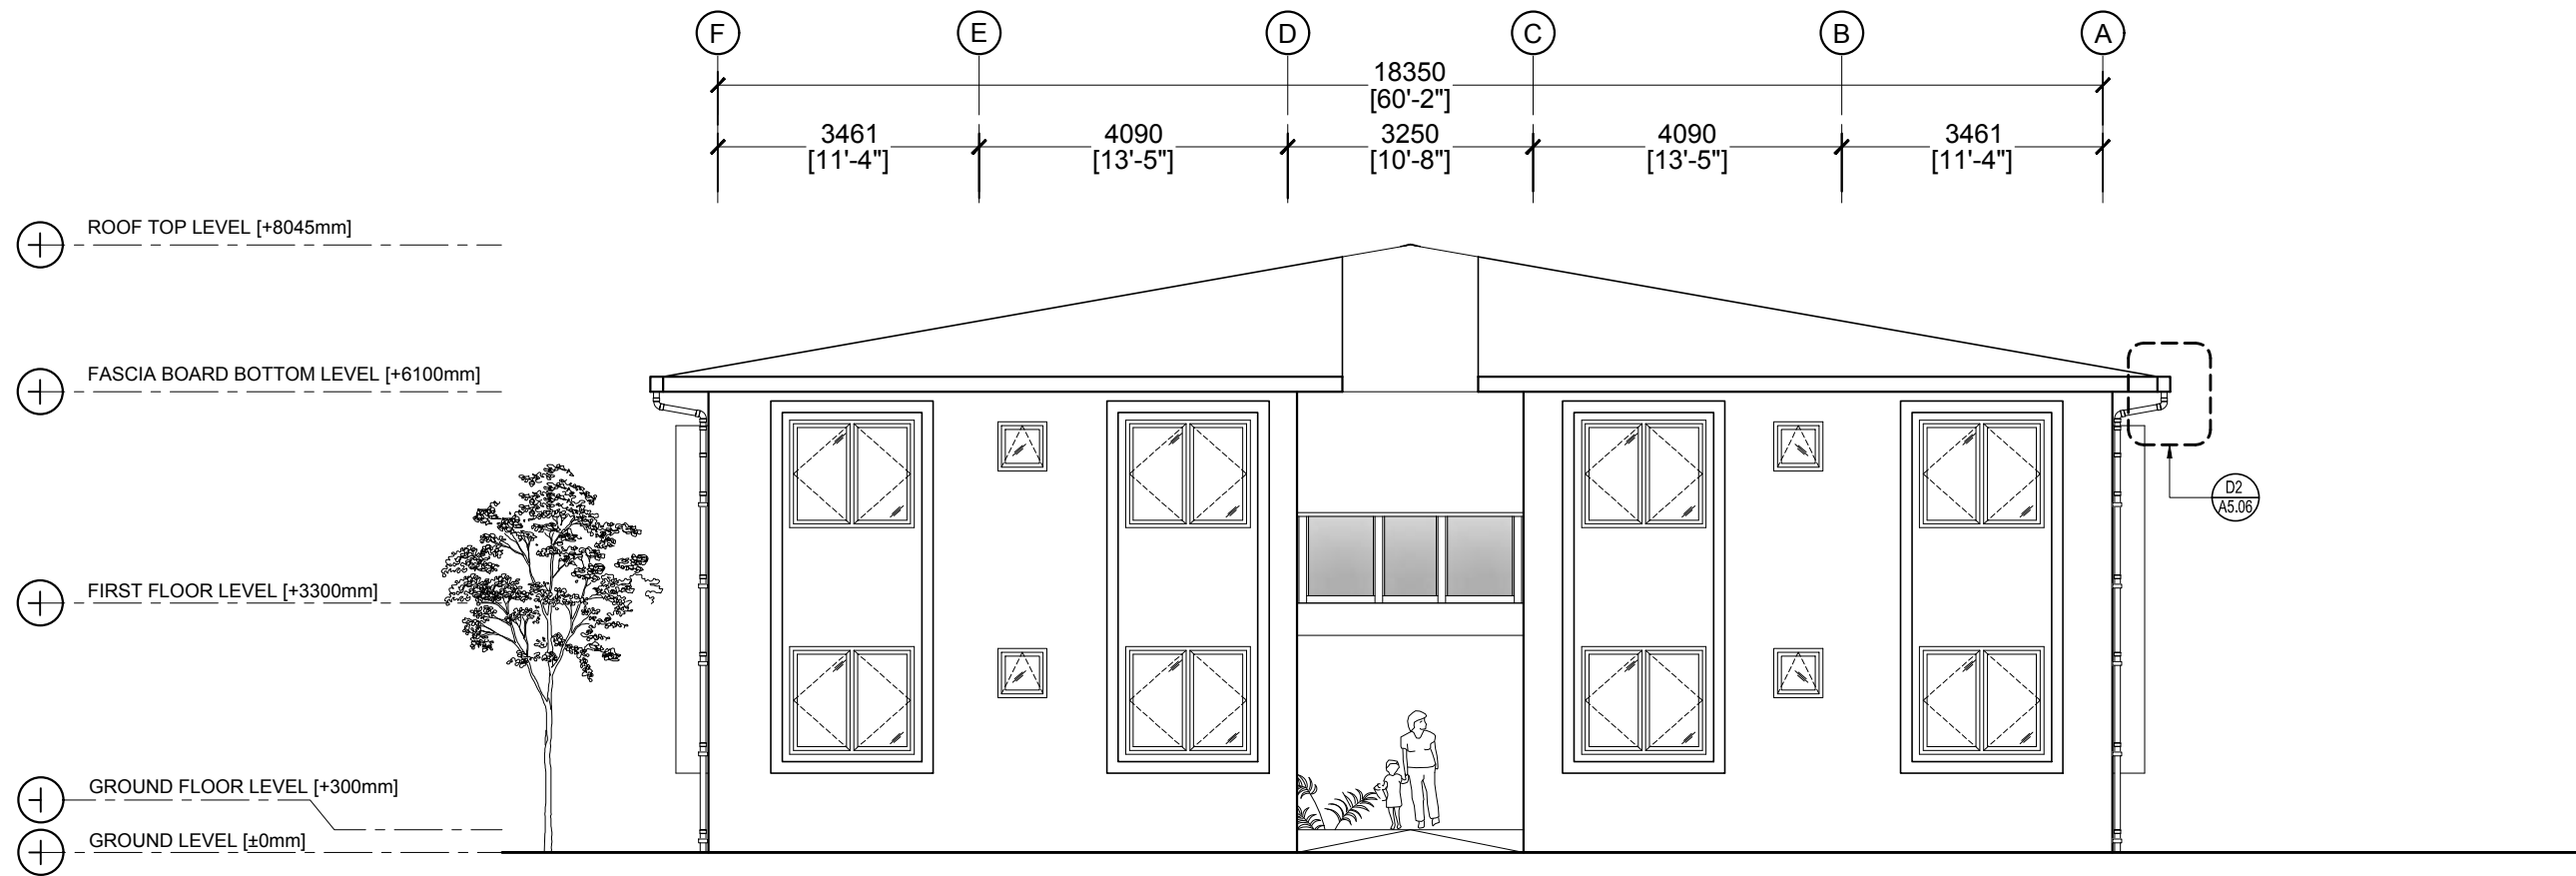 F
E
D
C
B
A
18350
[60'-2"]
3461
[11'-4"]
4090
[13'-5"]
3250
[10'-8"]
4090
[13'-5"]
3461
[11'-4"]
ROOF TOP LEVEL [+8045mm]
FASCIA BOARD BOTTOM LEVEL [+6100mm]
D2
A5.06
FIRST FLOOR LEVEL [+3300mm]
GROUND FLOOR LEVEL [+300mm]
GROUND LEVEL [±0mm]